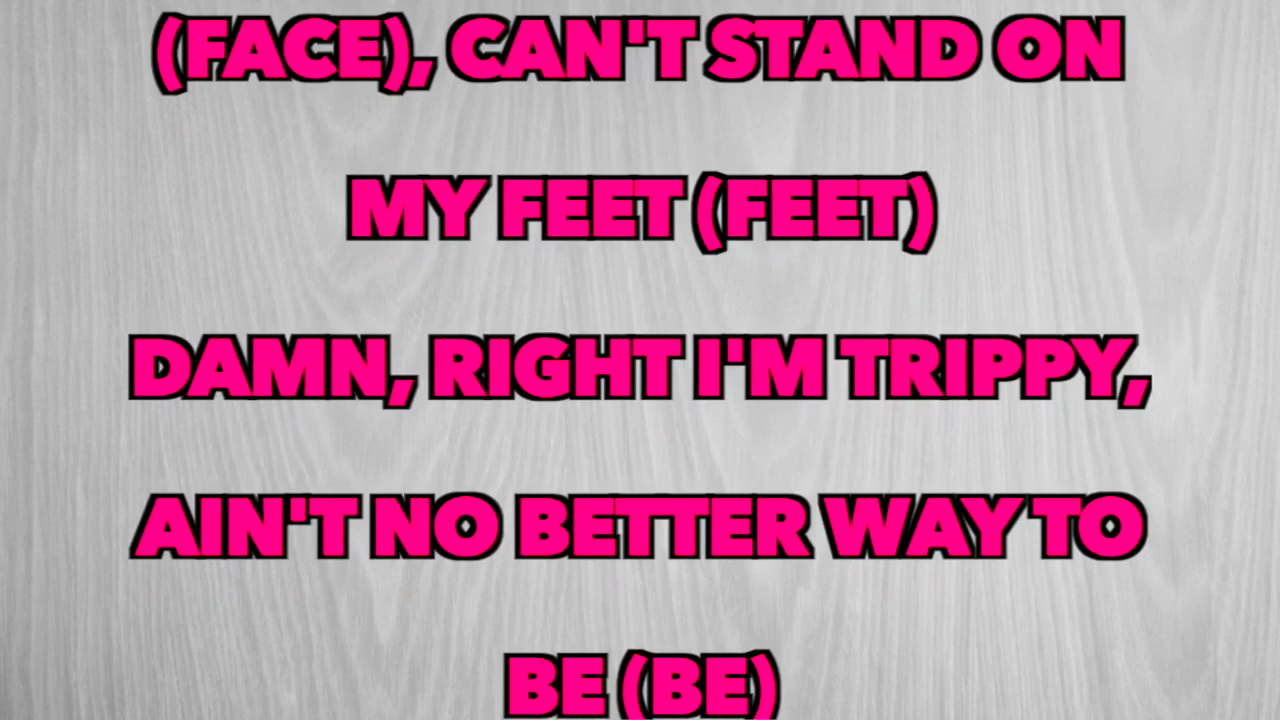 (FACE), CAN'T STAND ON
MY FEET (FEET)
DAMN, RIGHT I'M TRIPPY,
AIN'T NO BETTER WAY TO
BE (BE)